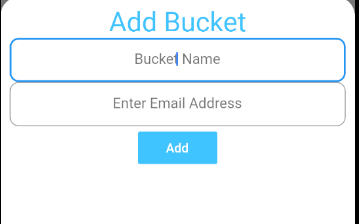 Add Bucket
Bucket Name
Enter Email Address
Add